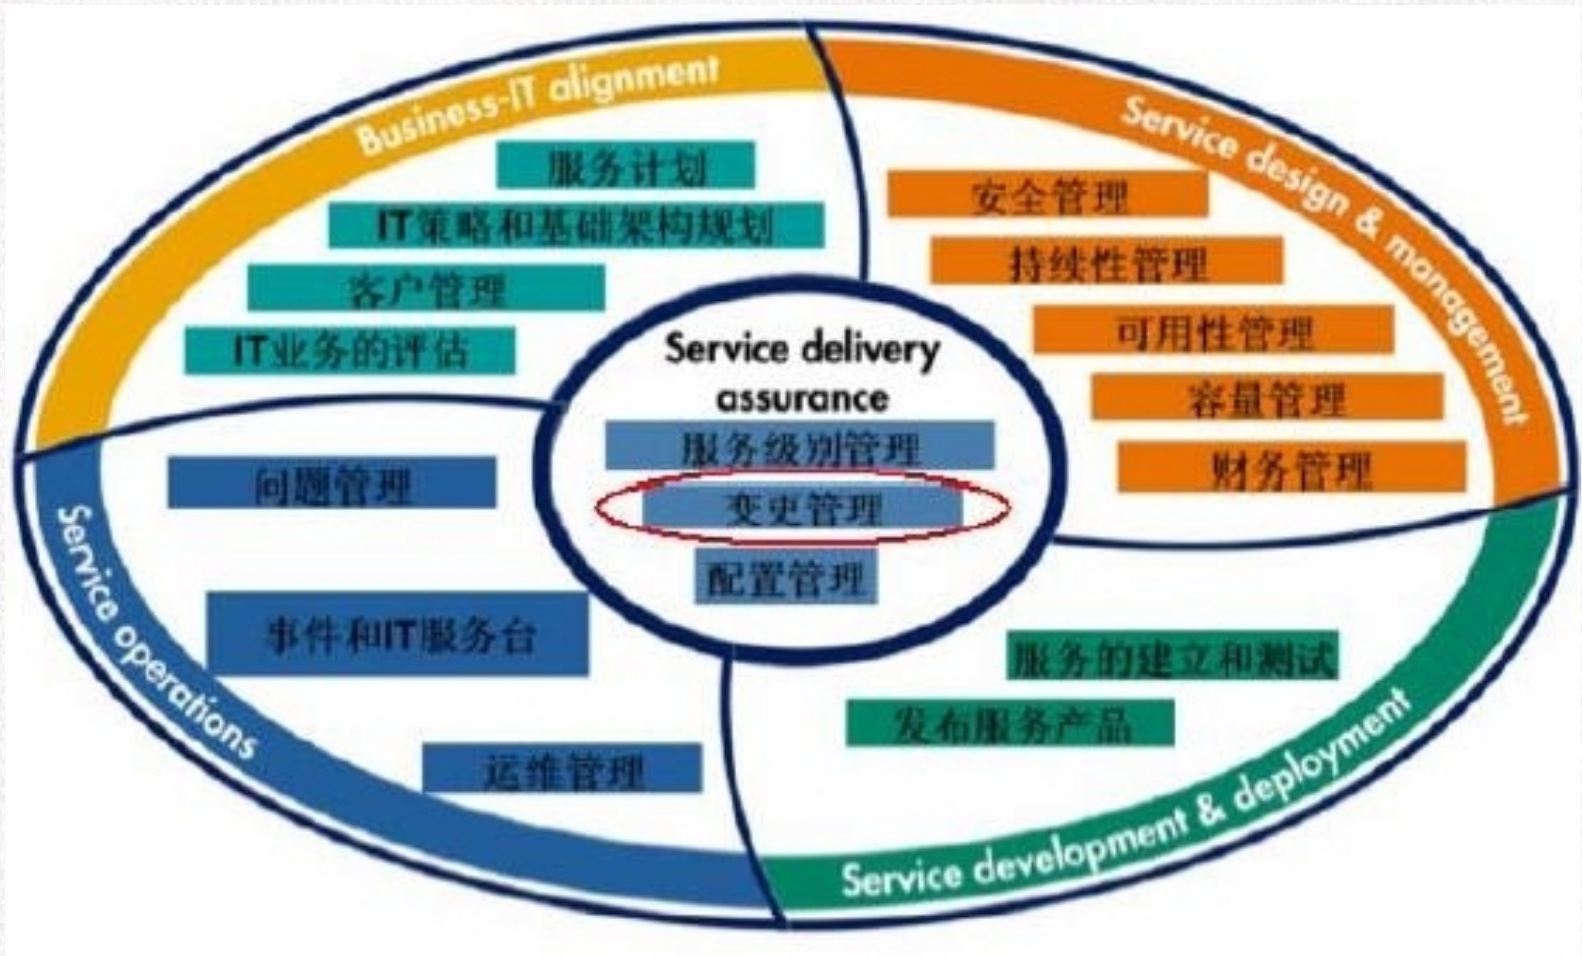 Business-IT alignment
服务计划
IT策略和基础架构规划
客户管理
IT业务的评估
Service design & management
安全管理
持续性管理
可用性管理
容量管理
财务管理
Service delivery
assurance
服务级别管理
变史管理
配置管理
Service operations
问题管理
事件和IT服务台
运维管理
服务的建立和测试
发布服务产品
Service development & deployment